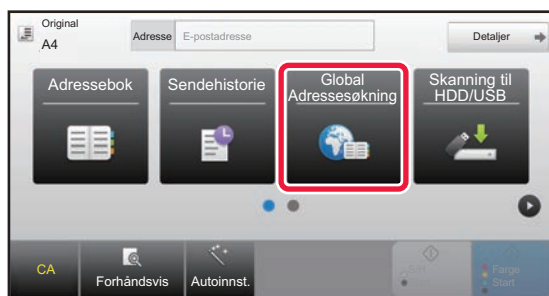 Original
A4
Adresse
E-postadresse
Detaljer
Adressebok
Sendehistorie
Global
Adressesøkning
Skanning til
HDD/USB
CA
Forhåndsvis
Autoinnst.
S/H
Start
Farge
Start